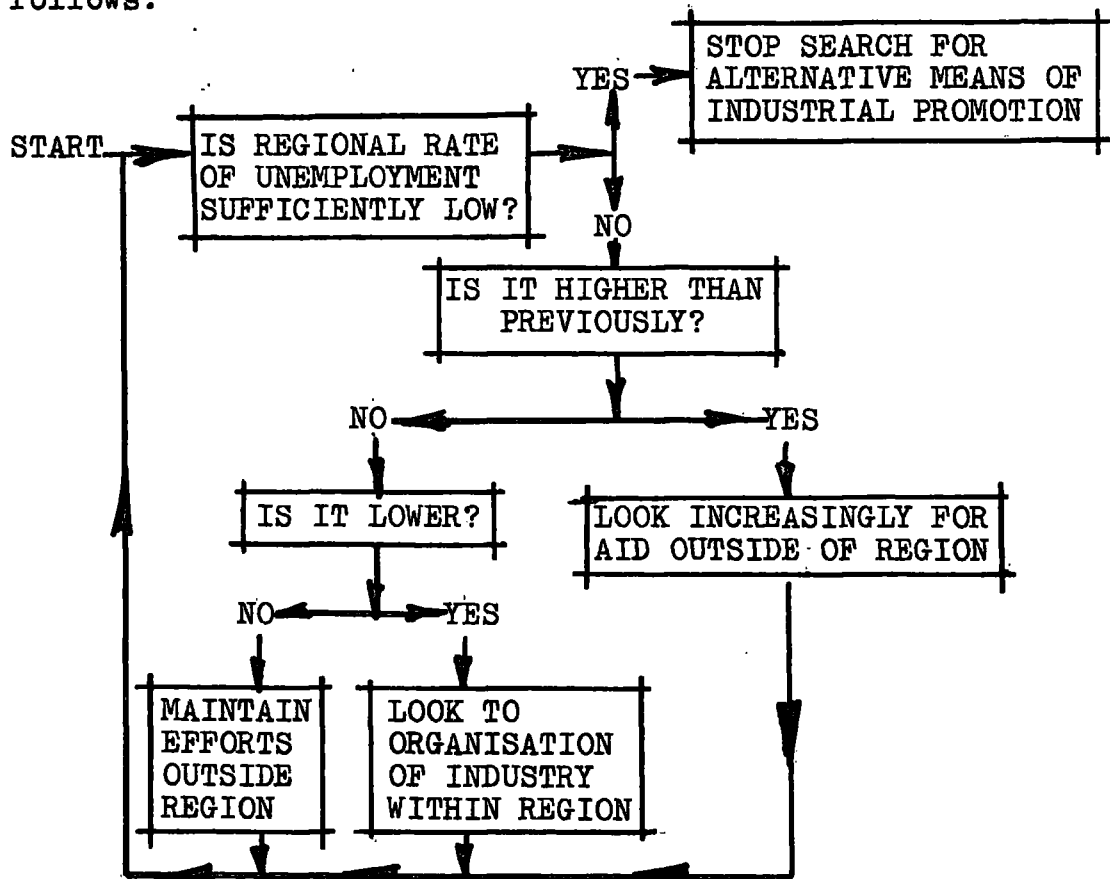 follows:
STOP SEARCH FOR
ALTERNATIVE MEANS OF
INDUSTRIAL PROMOTION
YES
START
IS REGIONAL RATE
OF UNEMPLOYMENT
SUFFICIENTLY LOW?
NO
IS IT HIGHER THAN
PREVIOUSLY?
NO
YES
IS IT LOWER?
LOOK INCREASINGLY FOR
AID OUTSIDE OF REGION
NO
YES
MAINTAIN
EFFORTS
OUTSIDE
REGION
LOOK TO
ORGANISATION
OF INDUSTRY
WITHIN REGION